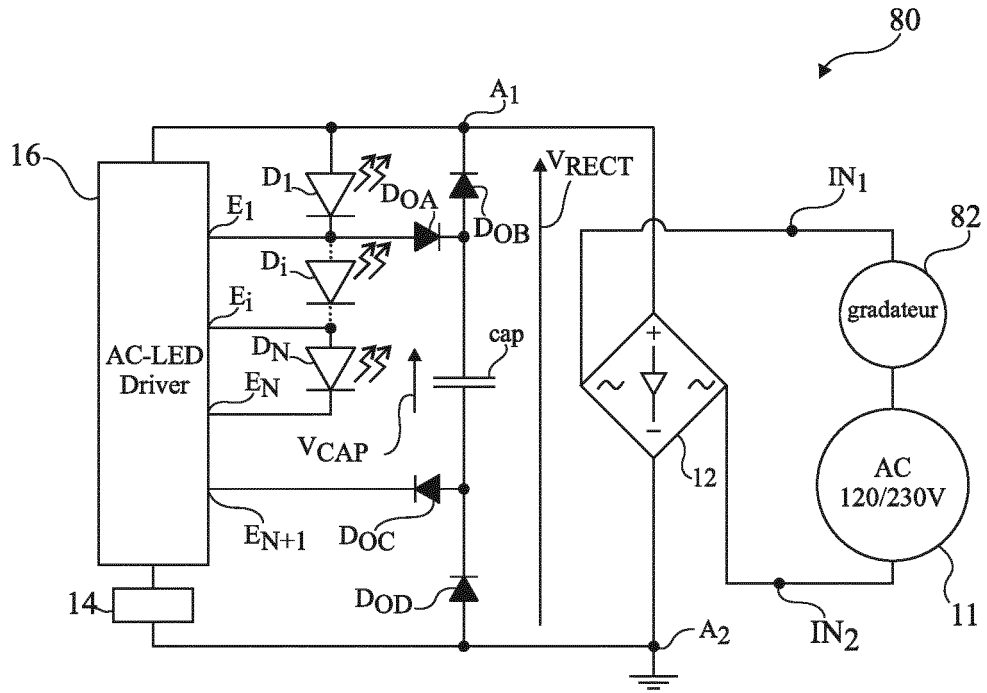 80
A1
16
VRECT
IN1
D1
DOA
E1
DOB
82
Di
gradateur
Ei
cap
+
AC-LED
Driver
DN
EN
∼ ∼
−
VCAP
12
AC
120/230V
EN+1
DOC
14
DOD
A2
IN2
11